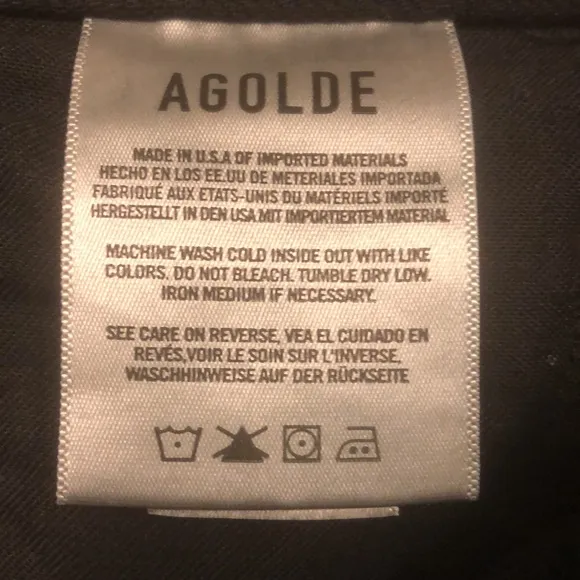 AGOLDE
MADE IN U.S.A OF IMPORTED MATERIALS
HECHO EN LOS EE.UU DE METERIALES IMPORTADA
FABRIQUÉ AUX ETATS-UNIS DU MATÉRIELS IMPORTÉ
HERGESTELLT IN DEN USA MIT IMPORTIERTEM MATERIAL
MACHINE WASH COLD INSIDE OUT WITH LIKE
COLORS. DO NOT BLEACH. TUMBLE DRY LOW.
IRON MEDIUM IF NECESSARY.
SEE CARE ON REVERSE, VEA EL CUIDADO EN
REVÉS,VOIR LE SOIN SUR L'INVERSE,
WASCHHINWEISE AUF DER RÜCKSEITE